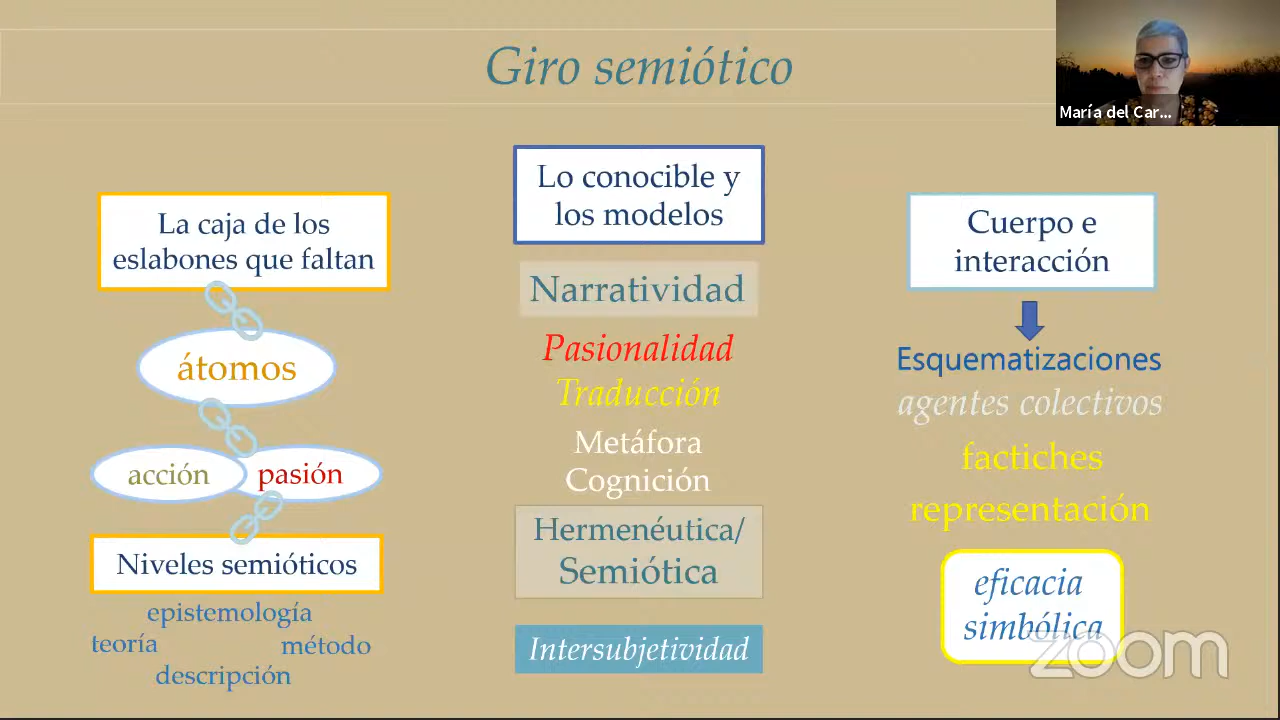 Giro semiótico
María del Car...
La caja de los
eslabones que faltan
átomos
acción
pasión
Niveles semióticos
epistemología
teoría
método
descripción
Lo conocible y
los modelos
Narratividad
Pasionalidad
Traducción
Metáfora
Cognición
Hermenéutica/
Semiótica
Intersubjetividad
Cuerpo e
interacción
Esquematizaciones
agentes colectivos
factiches
representación
eficacia
simbólica
zoom